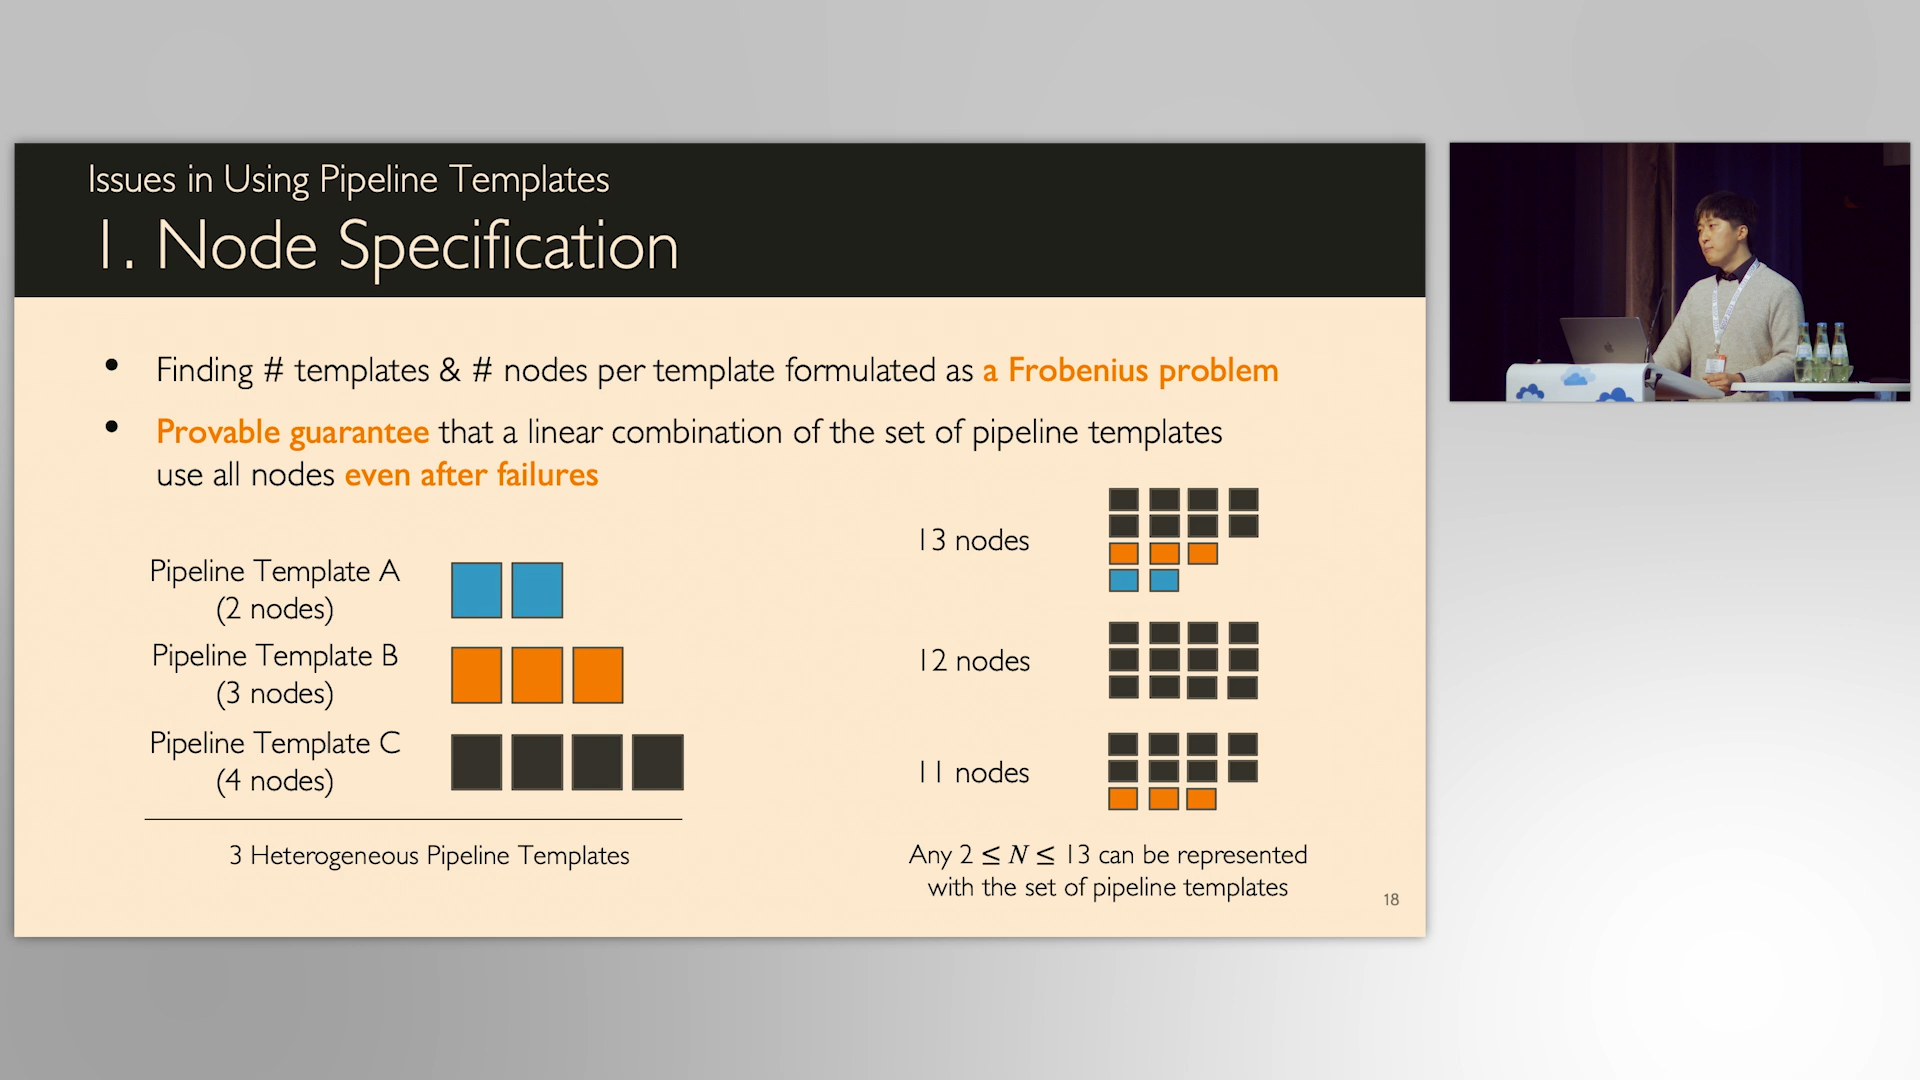 Issues in Using Pipeline Templates
1. Node Specification
• Finding # templates & # nodes per template formulated as a Frobenius problem
• Provable guarantee that a linear combination of the set of pipeline templates
use all nodes even after failures
Pipeline Template A
(2 nodes)
Pipeline Template B
(3 nodes)
Pipeline Template C
(4 nodes)
3 Heterogeneous Pipeline Templates
13 nodes
12 nodes
11 nodes
Any 2 ≤ N ≤ 13 can be represented
with the set of pipeline templates
18